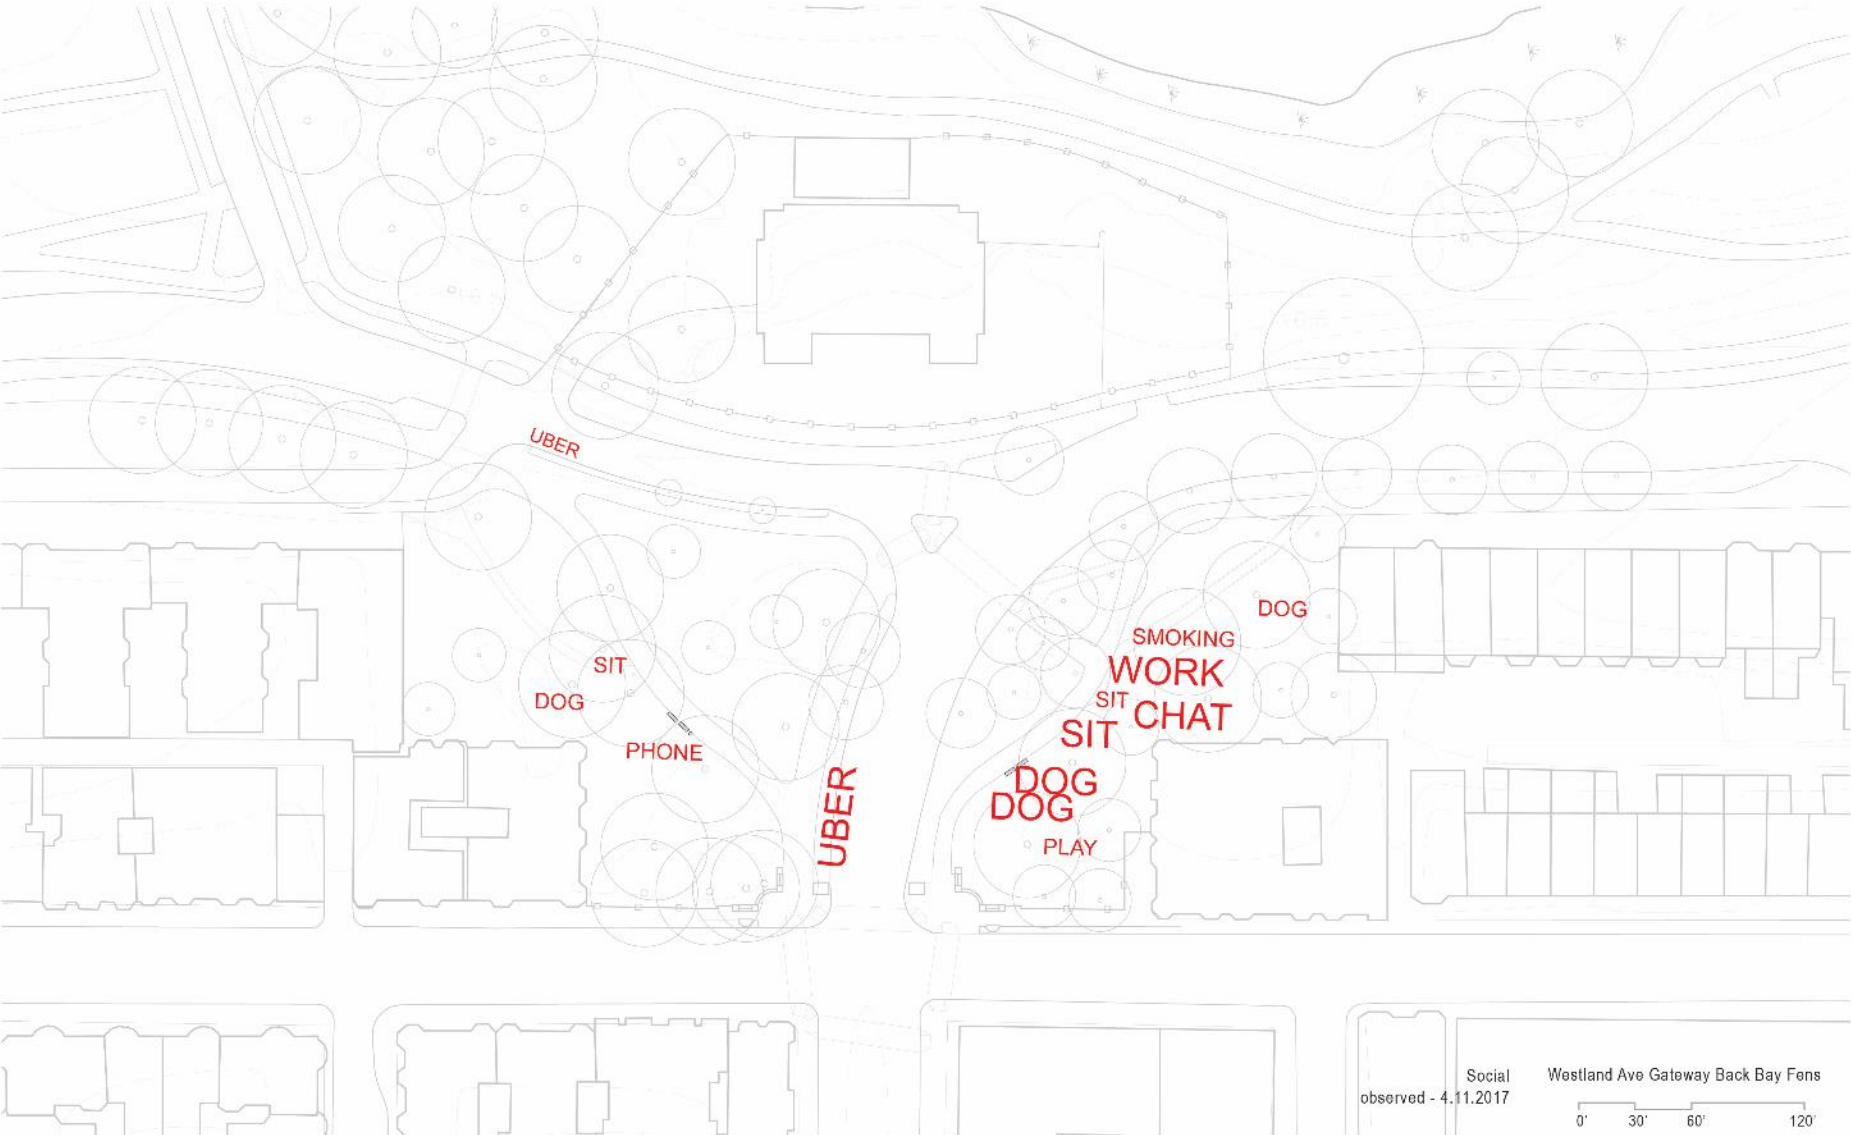 UBER
DOG
SMOKING
WORK
SIT
DOG
SIT
CHAT
SIT
PHONE
DOG
DOG
UBER
PLAY
Social
observed - 4.11.2017
Westland Ave Gateway Back Bay Fens
0' 30' 60' 120'